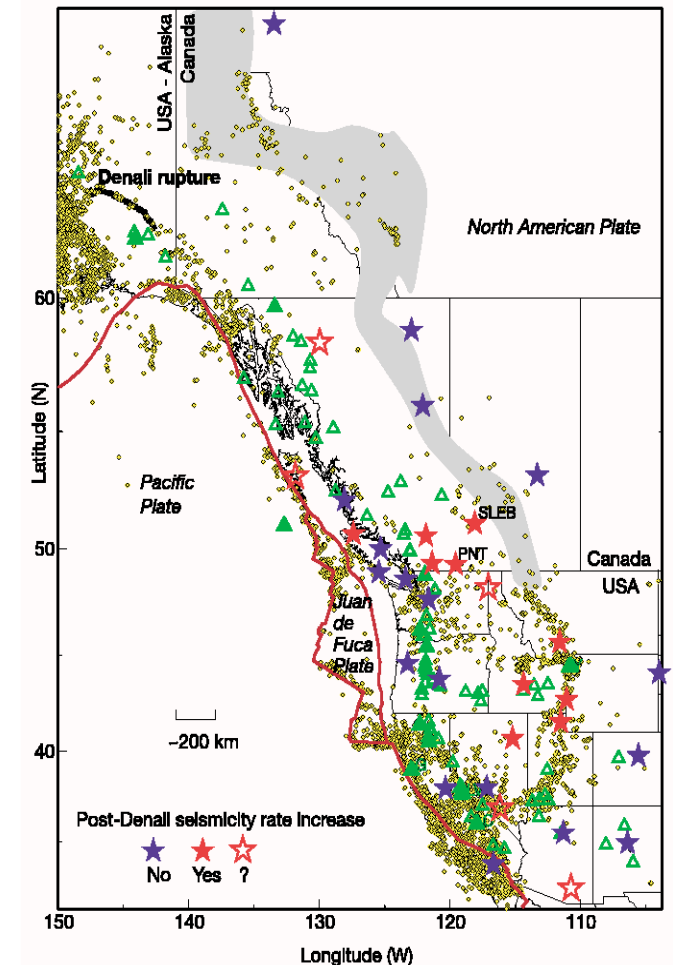 USA - Alaska
Canada
Denali rupture
North American Plate
60
Latitude (N)
Pacific
Plate
SLEB
50
PNT
Canada
USA
Juan
de
Fuca
Plate
~200 km
40
Post-Denali seismicity rate increase
No Yes ?
150 140 130 120 110
Longitude (W)